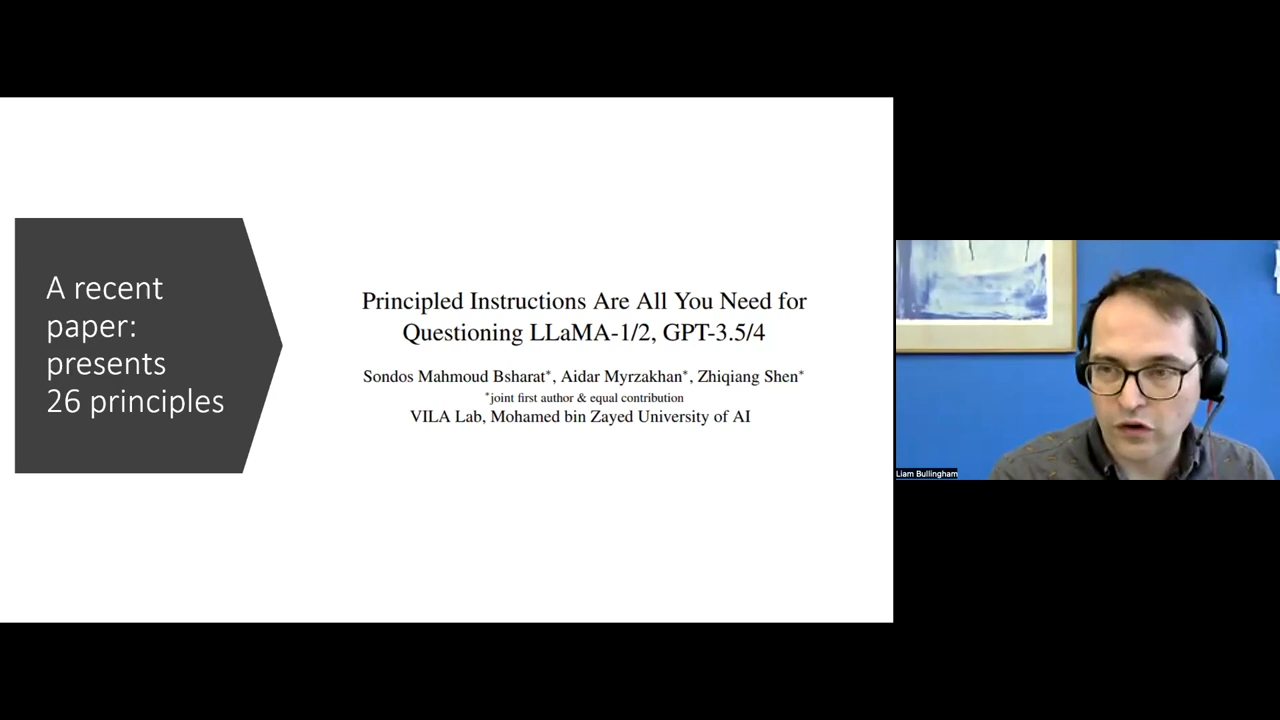 A recent
paper:
presents
26 principles
Principled Instructions Are All You Need for
Questioning LLaMA-1/2, GPT-3.5/4
Sondos Mahmoud Bsharat*, Aidar Myrzakhan*, Zhiqiang Shen*
*joint first author & equal contribution
VILA Lab, Mohamed bin Zayed University of AI
Liam Bullingham